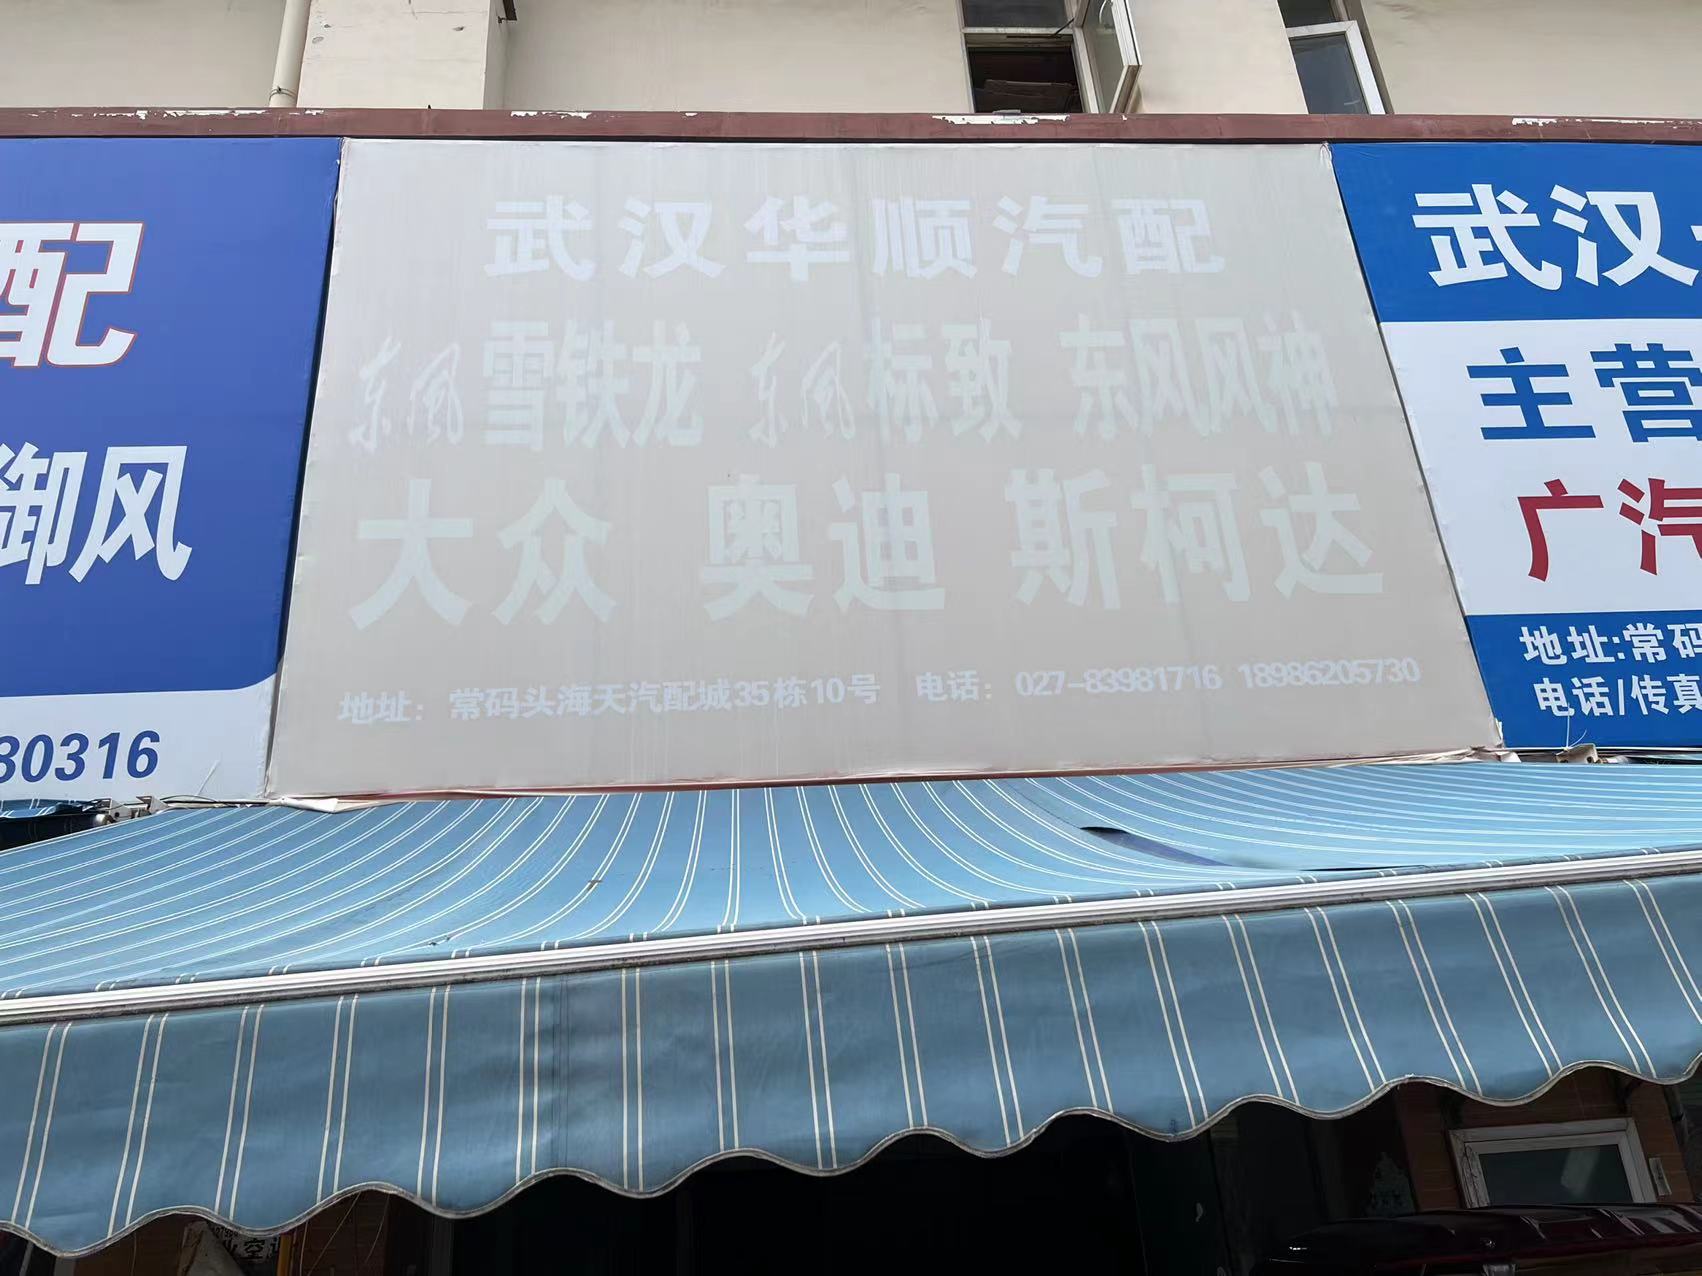 配
御风
80316
武汉华顺汽配
东风雪铁龙 东风标致 东风风神
大众 奥迪 斯柯达
地址：常码头海天汽配城35栋10号 电话：027-83981716 18986205730
武汉
主营
广汽
地址:常码
电话/传真